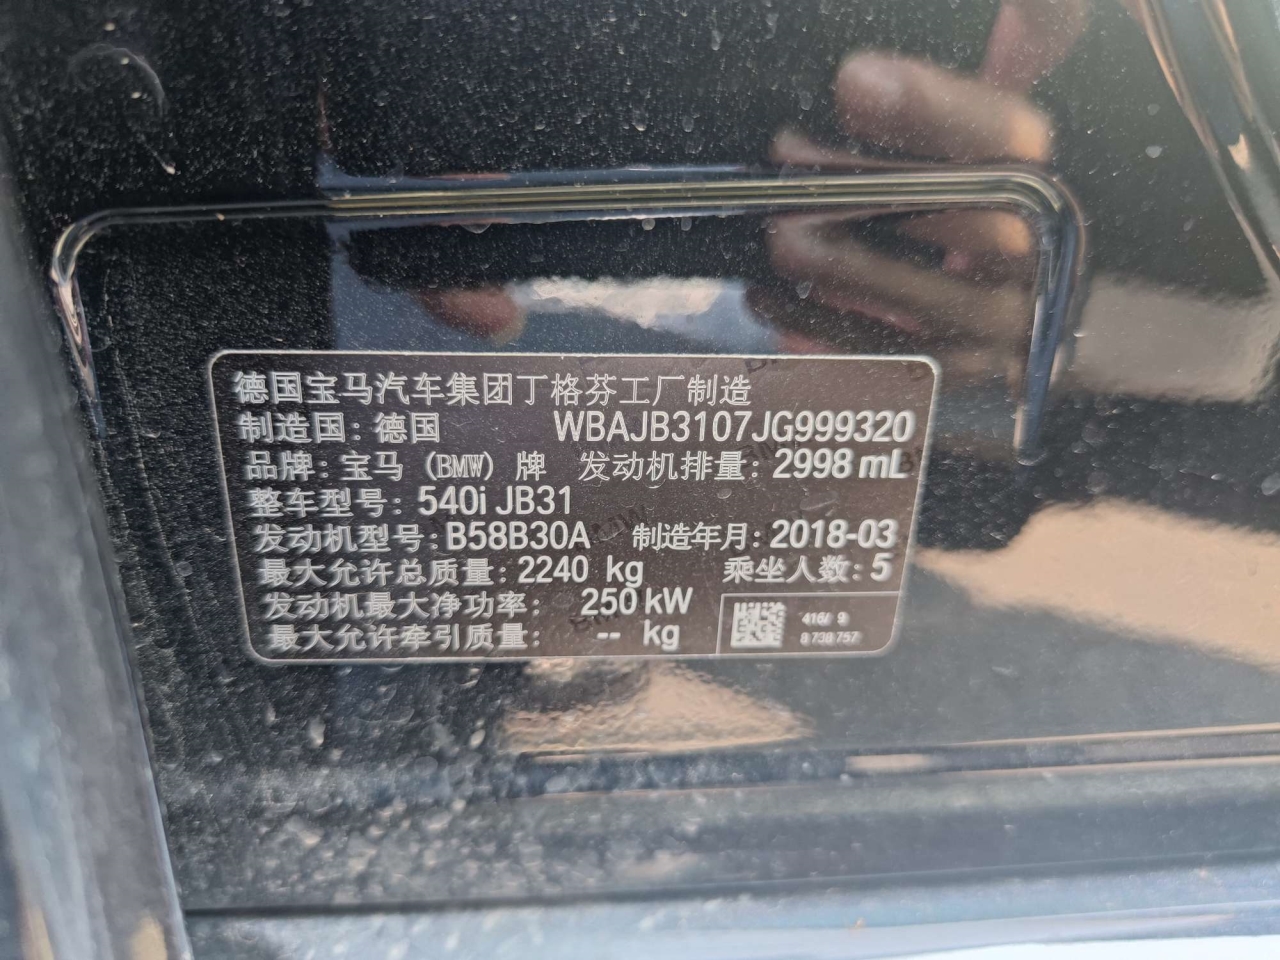 德国宝马汽车集团丁格芬工厂制造
制造国: 德国 WBAJB3107JG999320
品牌: 宝马 (BMW) 牌 发动机排量: 2998 mL
整车型号: 540i JB31
发动机型号: B58B30A 制造年月: 2018-03
最大允许总质量: 2240 kg 乘坐人数: 5
发动机最大净功率: 250 kW
最大允许牵引质量: -- kg
416/ 9
8 738 757